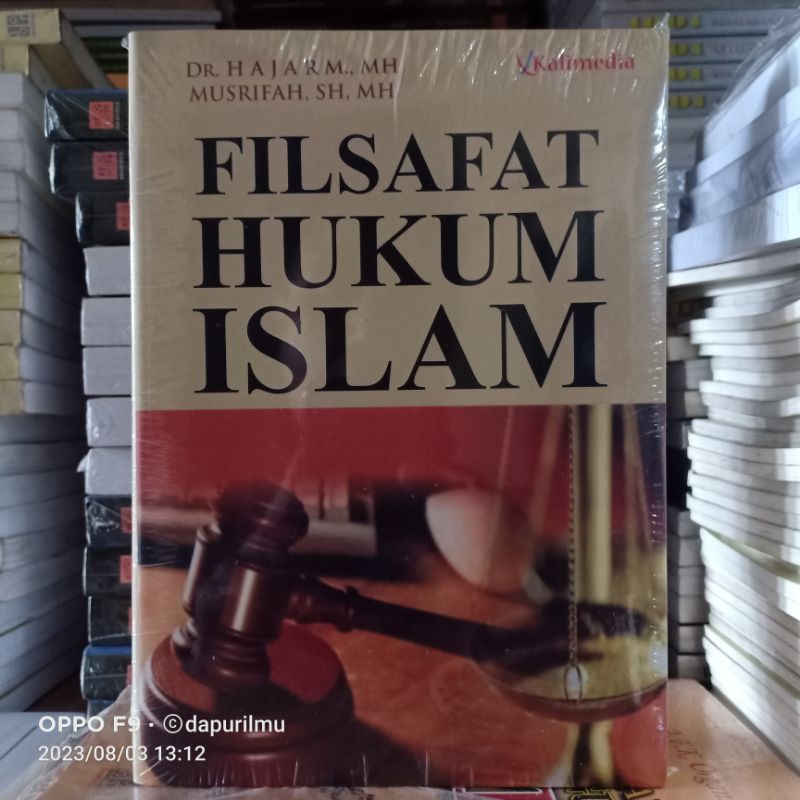 DR. H A J A R M., MH
MUSRIFAH, SH, MH
Kalimedia
FILSAFAT
HUKUM
ISLAM
OPPO F9 · ©dapurilmu
2023/08/03 13:12